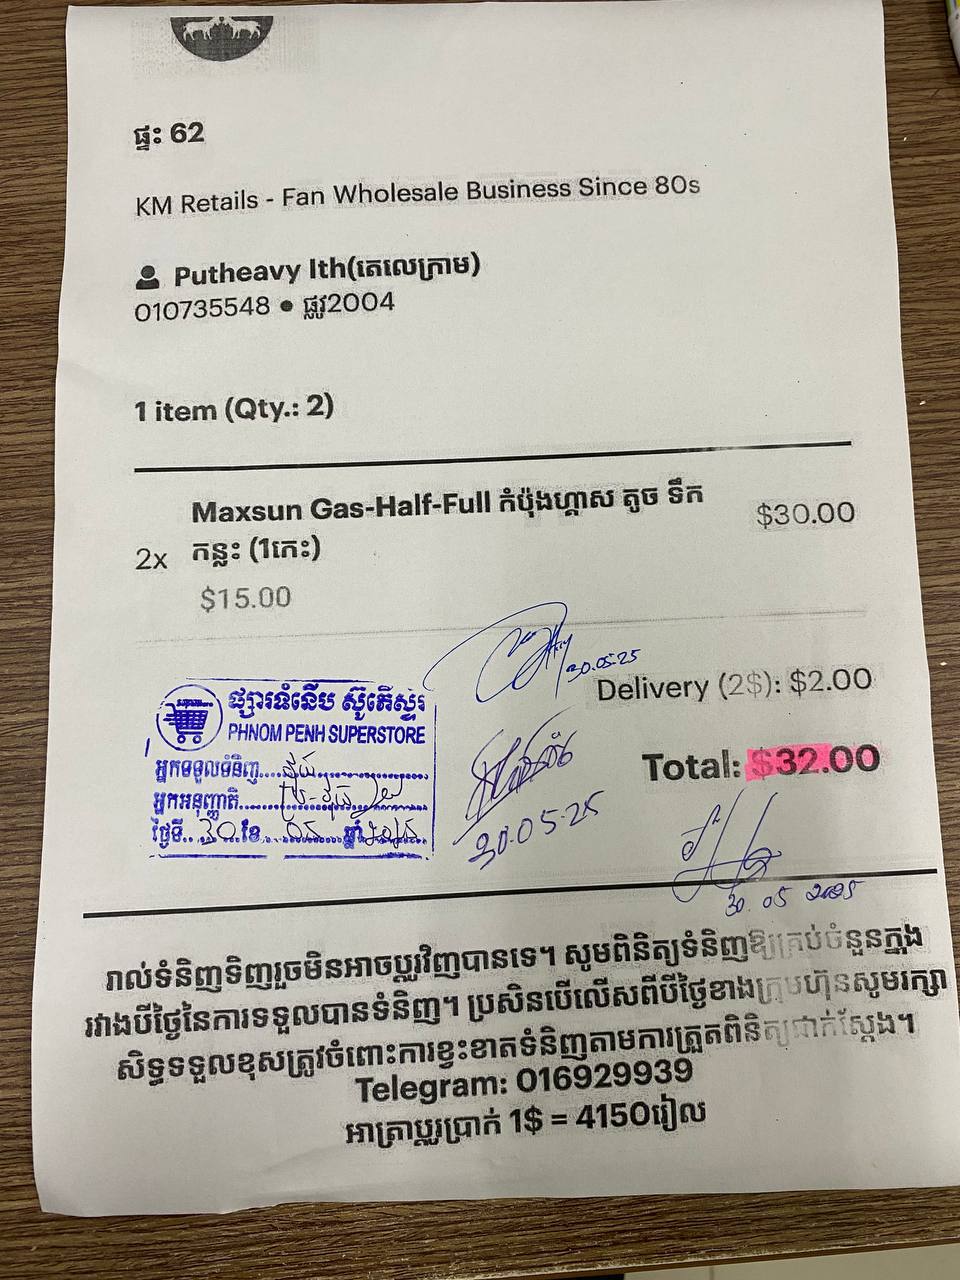 ផ្ទះ 62
KM Retails - Fan Wholesale Business Since 80s
Putheavy Ith(តេលេក្រាម)
010735548 ● ផ្លូវ2004
1 item (Qty.: 2)
Maxsun Gas-Half-Full កំប៉ុងហ្គាស តូច ទឹក
$30.00
2x កន្លះ (1កេះ)
$15.00
30.05.25
Delivery (2$): $2.00
ផ្សារទំនើប ស៊ូភើស្ទ័រ
PHNOM PENH SUPERSTORE
Total: $32.00
អ្នកទទួលទំនិញ
អ្នកអនុញ្ញាតិ
ថ្ងៃទី.. 30 ខែ... 05 ឆ្នាំ 2025
30.05.25
30.05 2025
រាល់ទំនិញទិញរួចមិនអាចប្តូរវិញបានទេ។ សូមពិនិត្យទំនិញឱ្យគ្រប់ចំនួនក្នុង
រវាងបីថ្ងៃនៃការទទួលបានទំនិញ។ ប្រសិនបើលើសពីបីថ្ងៃខាងក្រុមហ៊ុនសូមរក្សា
សិទ្ធទទួលខុសត្រូវចំពោះការខ្វះខាតទំនិញតាមការត្រួតពិនិត្យជាក់ស្តែង។
Telegram: 016929939
អាត្រាប្តូរប្រាក់ 1$ = 4150រៀល